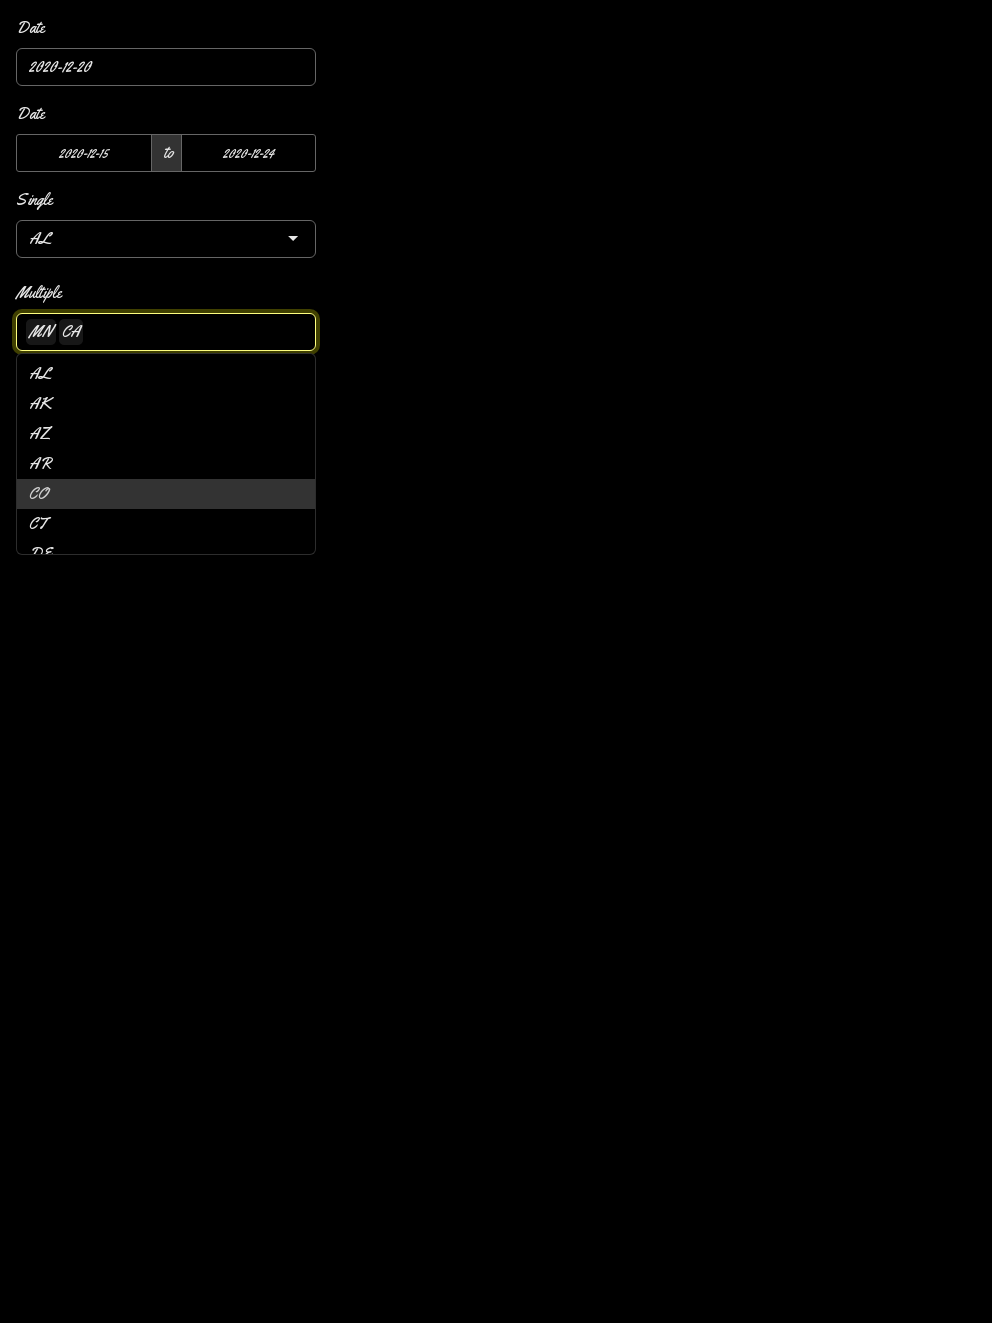 Date
2020-12-20
Date
2020-12-15 to 2020-12-24
Single
AL
Multiple
MN CA
AL
AK
AZ
AR
CO
CT
DE